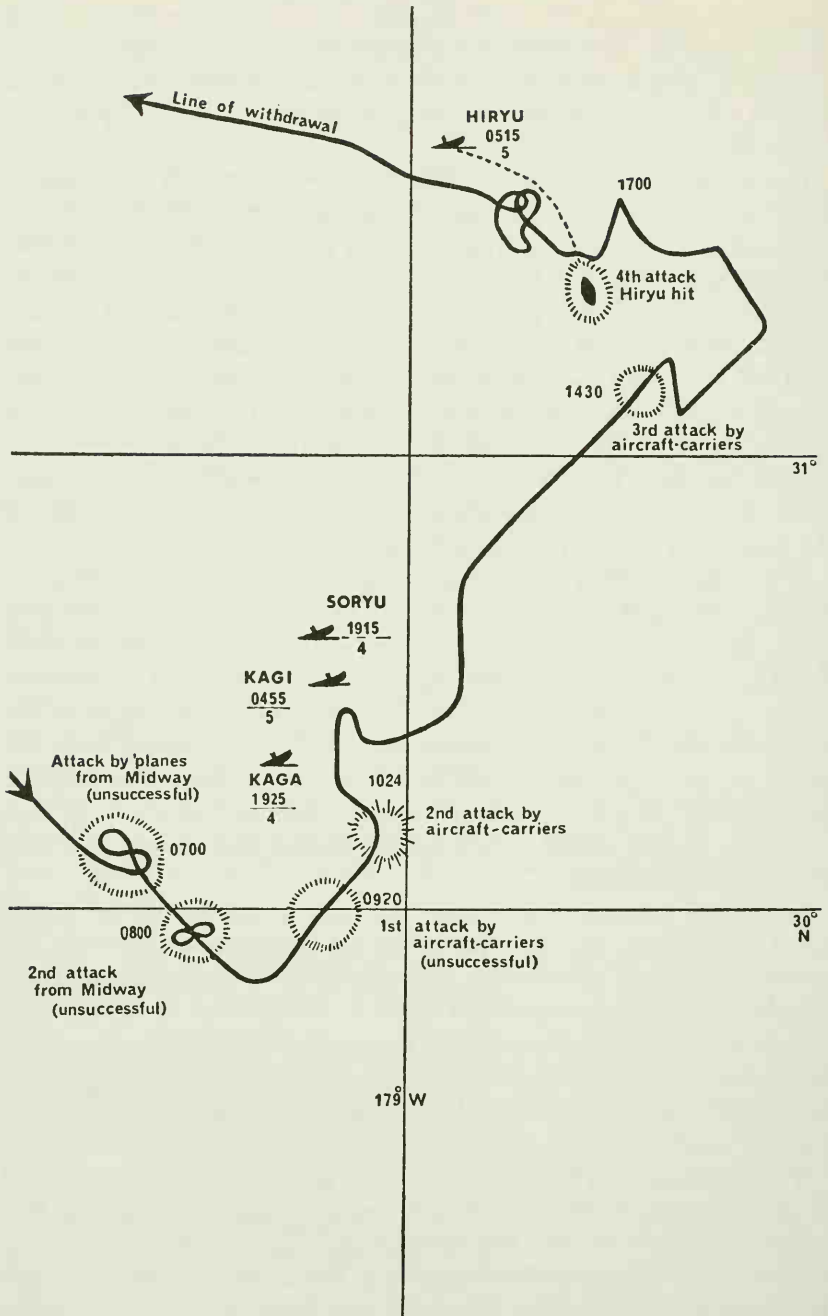 Line of withdrawal
HIRYU
0515
5
1700
4th attack
Hiryu hit
1430
3rd attack by
aircraft-carriers
31°
SORYU
1915
4
KAGI
0455
5
Attack by 'planes
from Midway
(unsuccessful)
KAGA
1925
4
1024
2nd attack by
aircraft-carriers
0700
0920
30°
N
0800
1st attack by
aircraft-carriers
(unsuccessful)
2nd attack
from Midway
(unsuccessful)
179° W